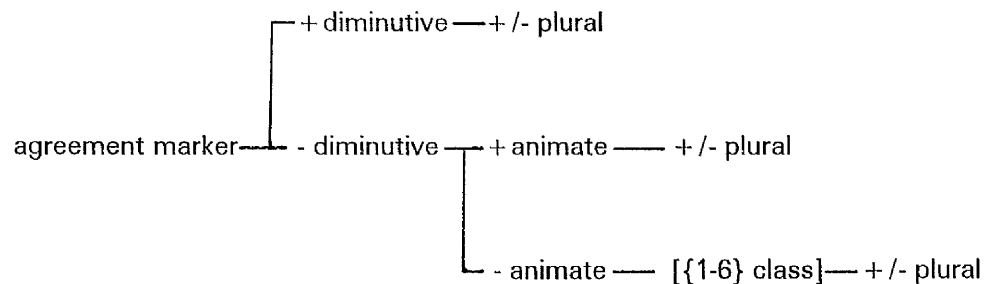 + diminutive + /- plural
agreement marker - diminutive + animate + /- plural
- animate [{1-6} class] + /- plural